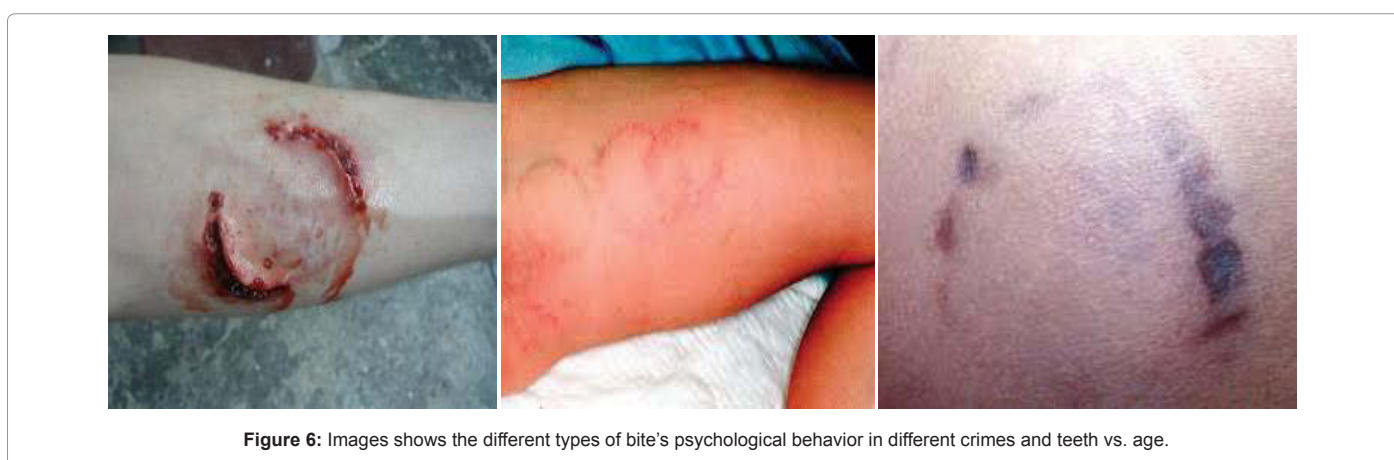 Figure 6: Images shows the different types of bite's psychological behavior in different crimes and teeth vs. age.